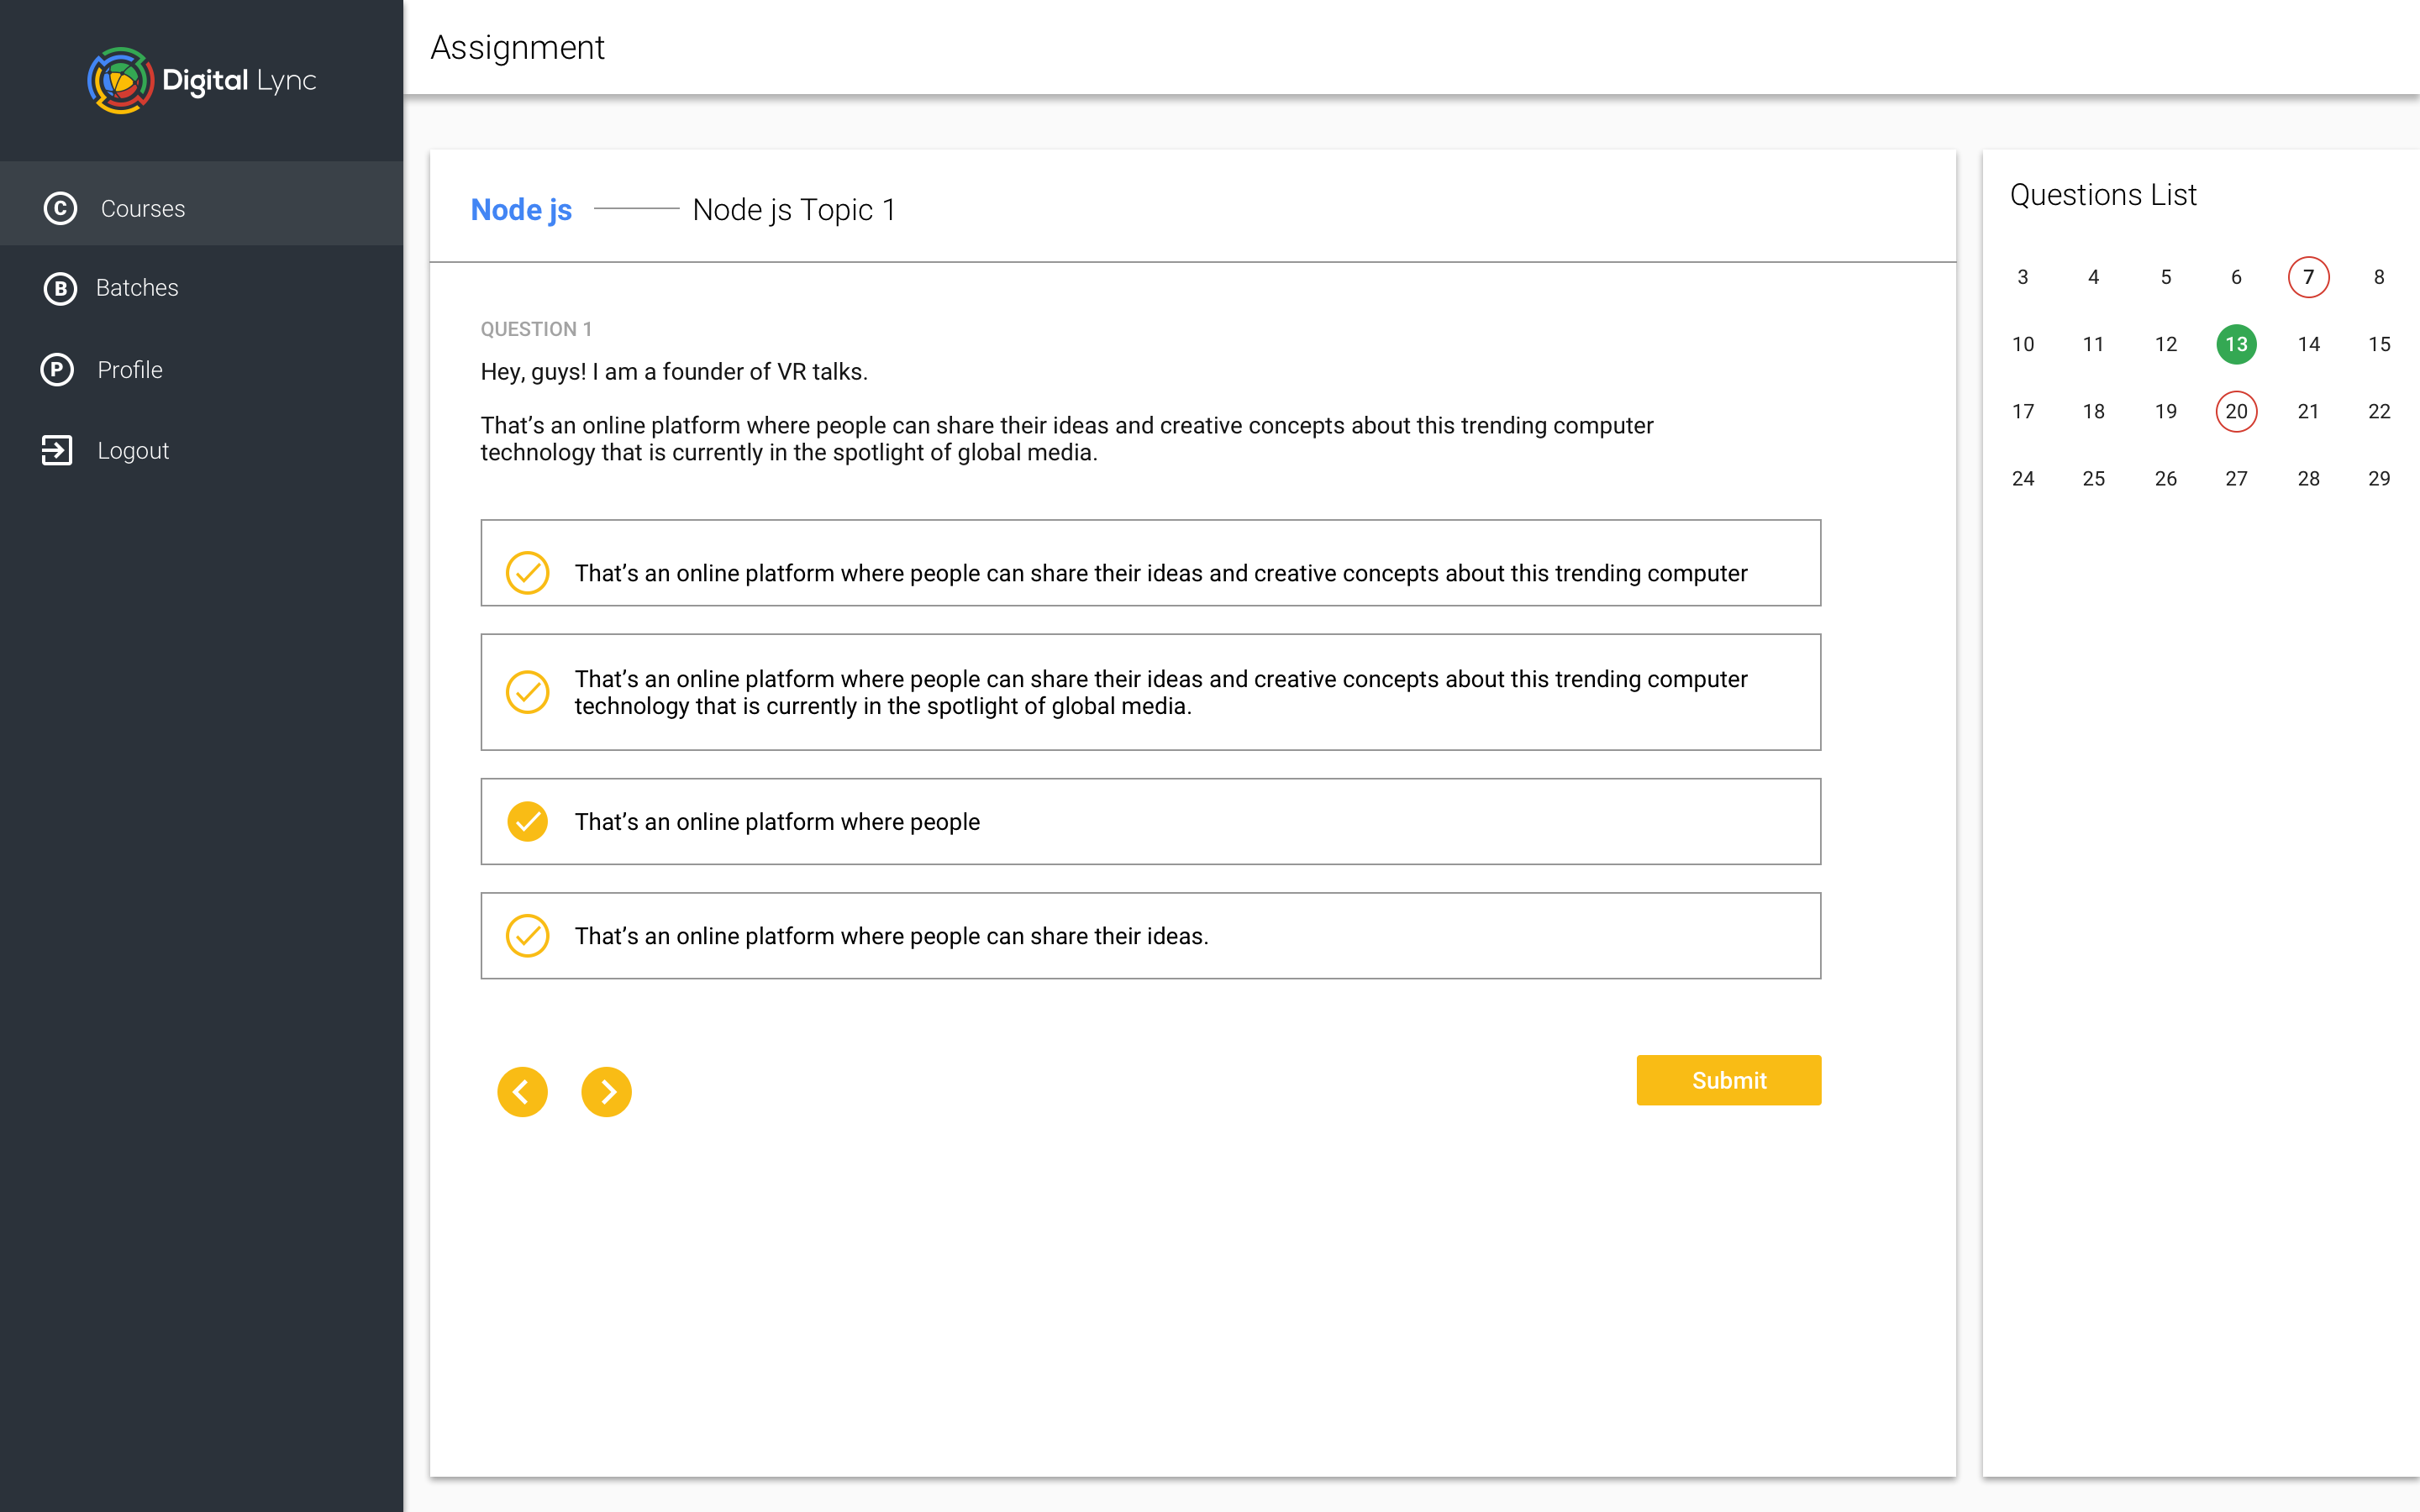 Digital Lync
C Courses
B Batches
P Profile
Logout
Assignment
Node js Node js Topic 1
QUESTION 1
Hey, guys! I am a founder of VR talks.
That’s an online platform where people can share their ideas and creative concepts about this trending computer
technology that is currently in the spotlight of global media.
That’s an online platform where people can share their ideas and creative concepts about this trending computer
That’s an online platform where people can share their ideas and creative concepts about this trending computer
technology that is currently in the spotlight of global media.
That’s an online platform where people
That’s an online platform where people can share their ideas.
Submit
Questions List
3 4 5 6 7 8
10 11 12 13 14 15
17 18 19 20 21 22
24 25 26 27 28 29